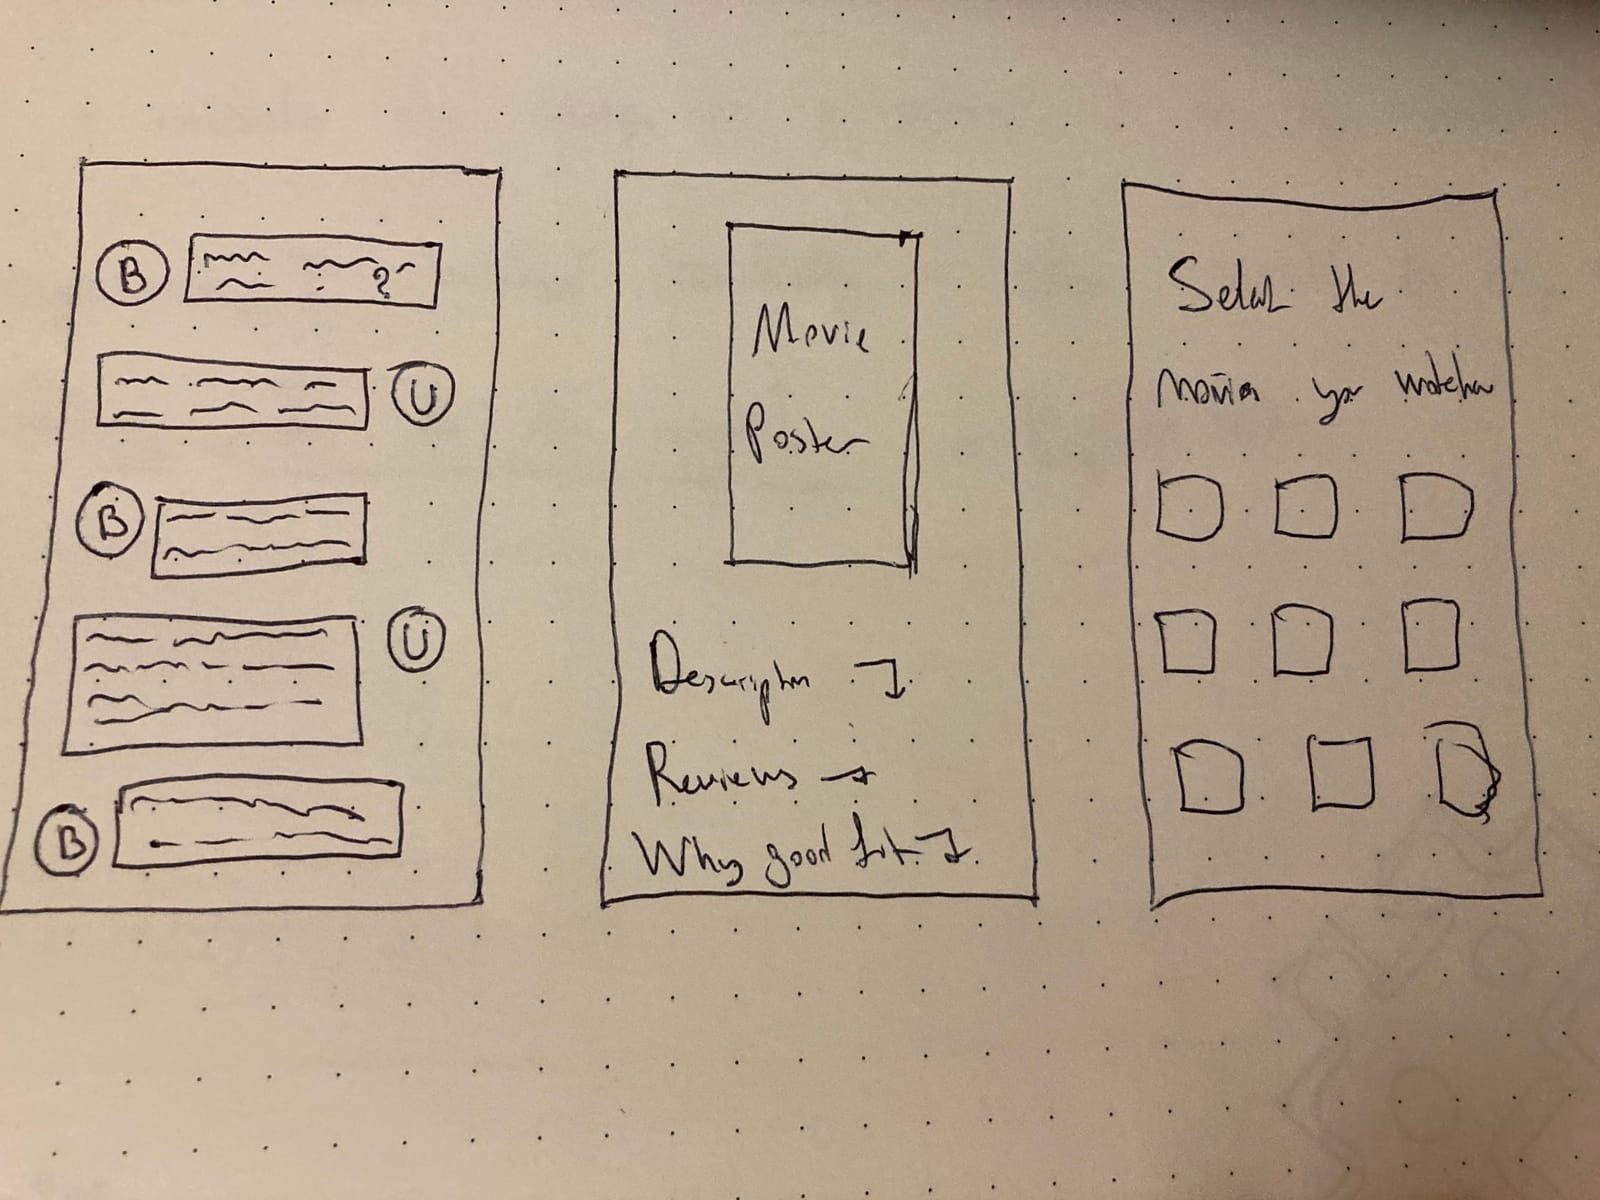 B
?
U
B
U
B
Movie
Poster
Description
Reviews
Why good fit
Select the
Movies you watched